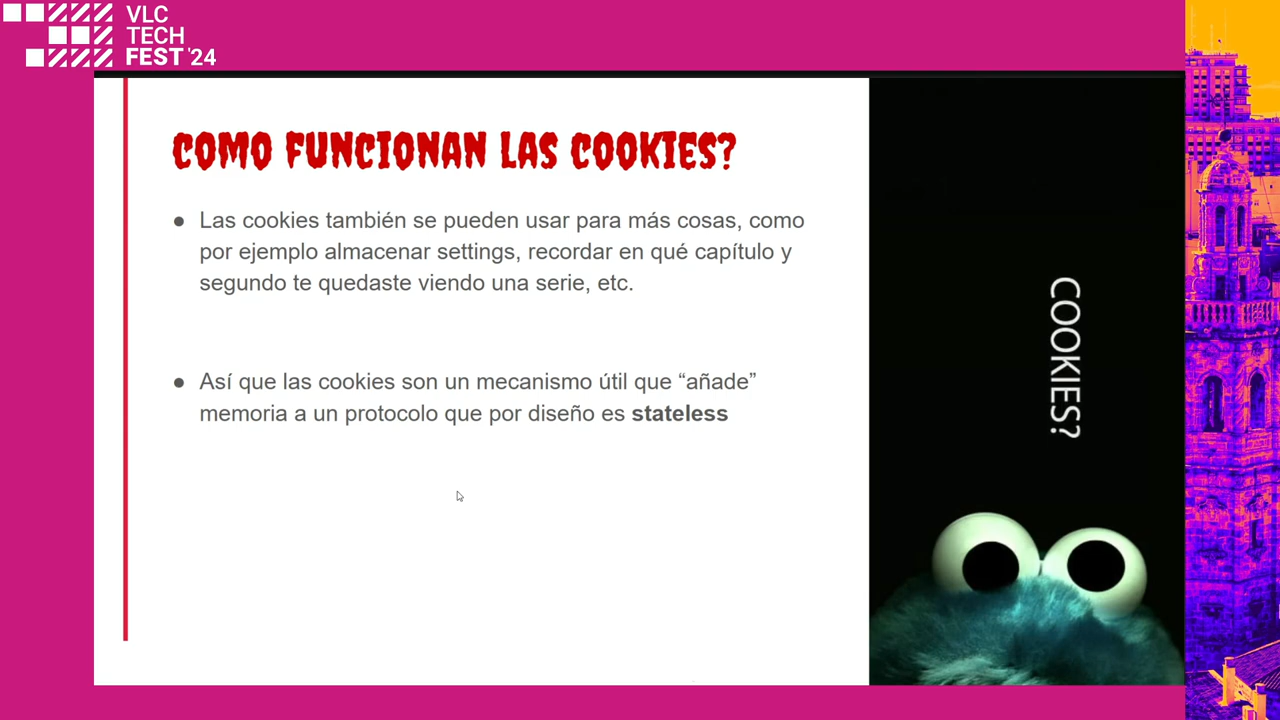 VLC
TECH
FEST '24
COMO FUNCIONAN LAS COOKIES?
● Las cookies también se pueden usar para más cosas, como
por ejemplo almacenar settings, recordar en qué capítulo y
segundo te quedaste viendo una serie, etc.
● Así que las cookies son un mecanismo útil que “añade”
memoria a un protocolo que por diseño es stateless
COOKIES?